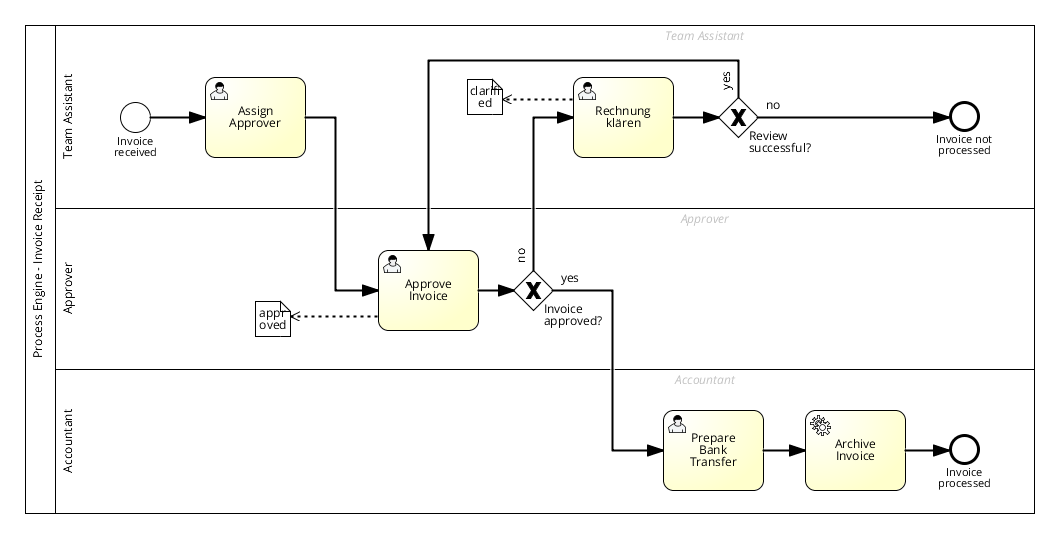 Process Engine - Invoice Receipt
Team Assistant
Team Assistant
Invoice
received
Assign
Approver
Rechnung
klären
yes
no
Review
successful?
Invoice not
processed
Approver
Approver
Approve
Invoice
appr
oved
no
yes
Invoice
approved?
Accountant
Accountant
Prepare
Bank
Transfer
Archive
Invoice
Invoice
processed